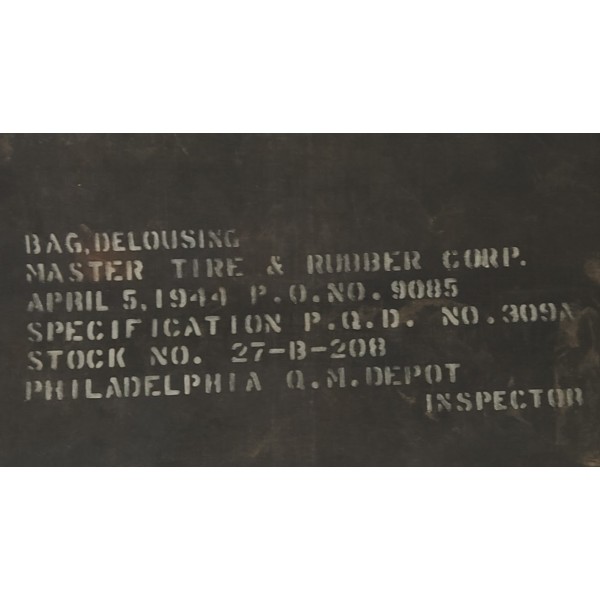 BAG, DELOUSING
MASTER TIRE & RUBBER CORP.
APRIL 5, 1944 P.O. NO. 9085
SPECIFICATION P.Q.D. NO. 309A
STOCK NO. 27-B-208
PHILADELPHIA Q.M. DEPOT
INSPECTOR